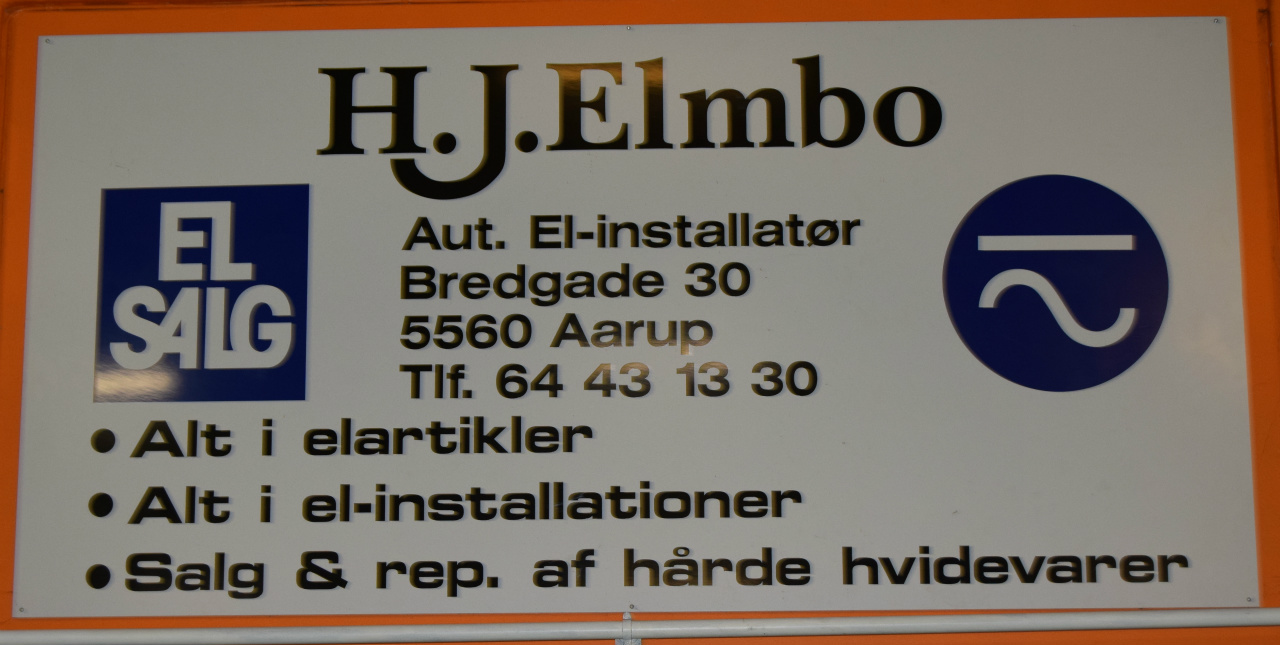 H.J.Elmbo
EL
SALG
Aut. El-installatør
Bredgade 30
5560 Aarup
Tlf. 64 43 13 30
• Alt i elartikler
• Alt i el-installationer
• Salg & rep. af hårde hvidevarer